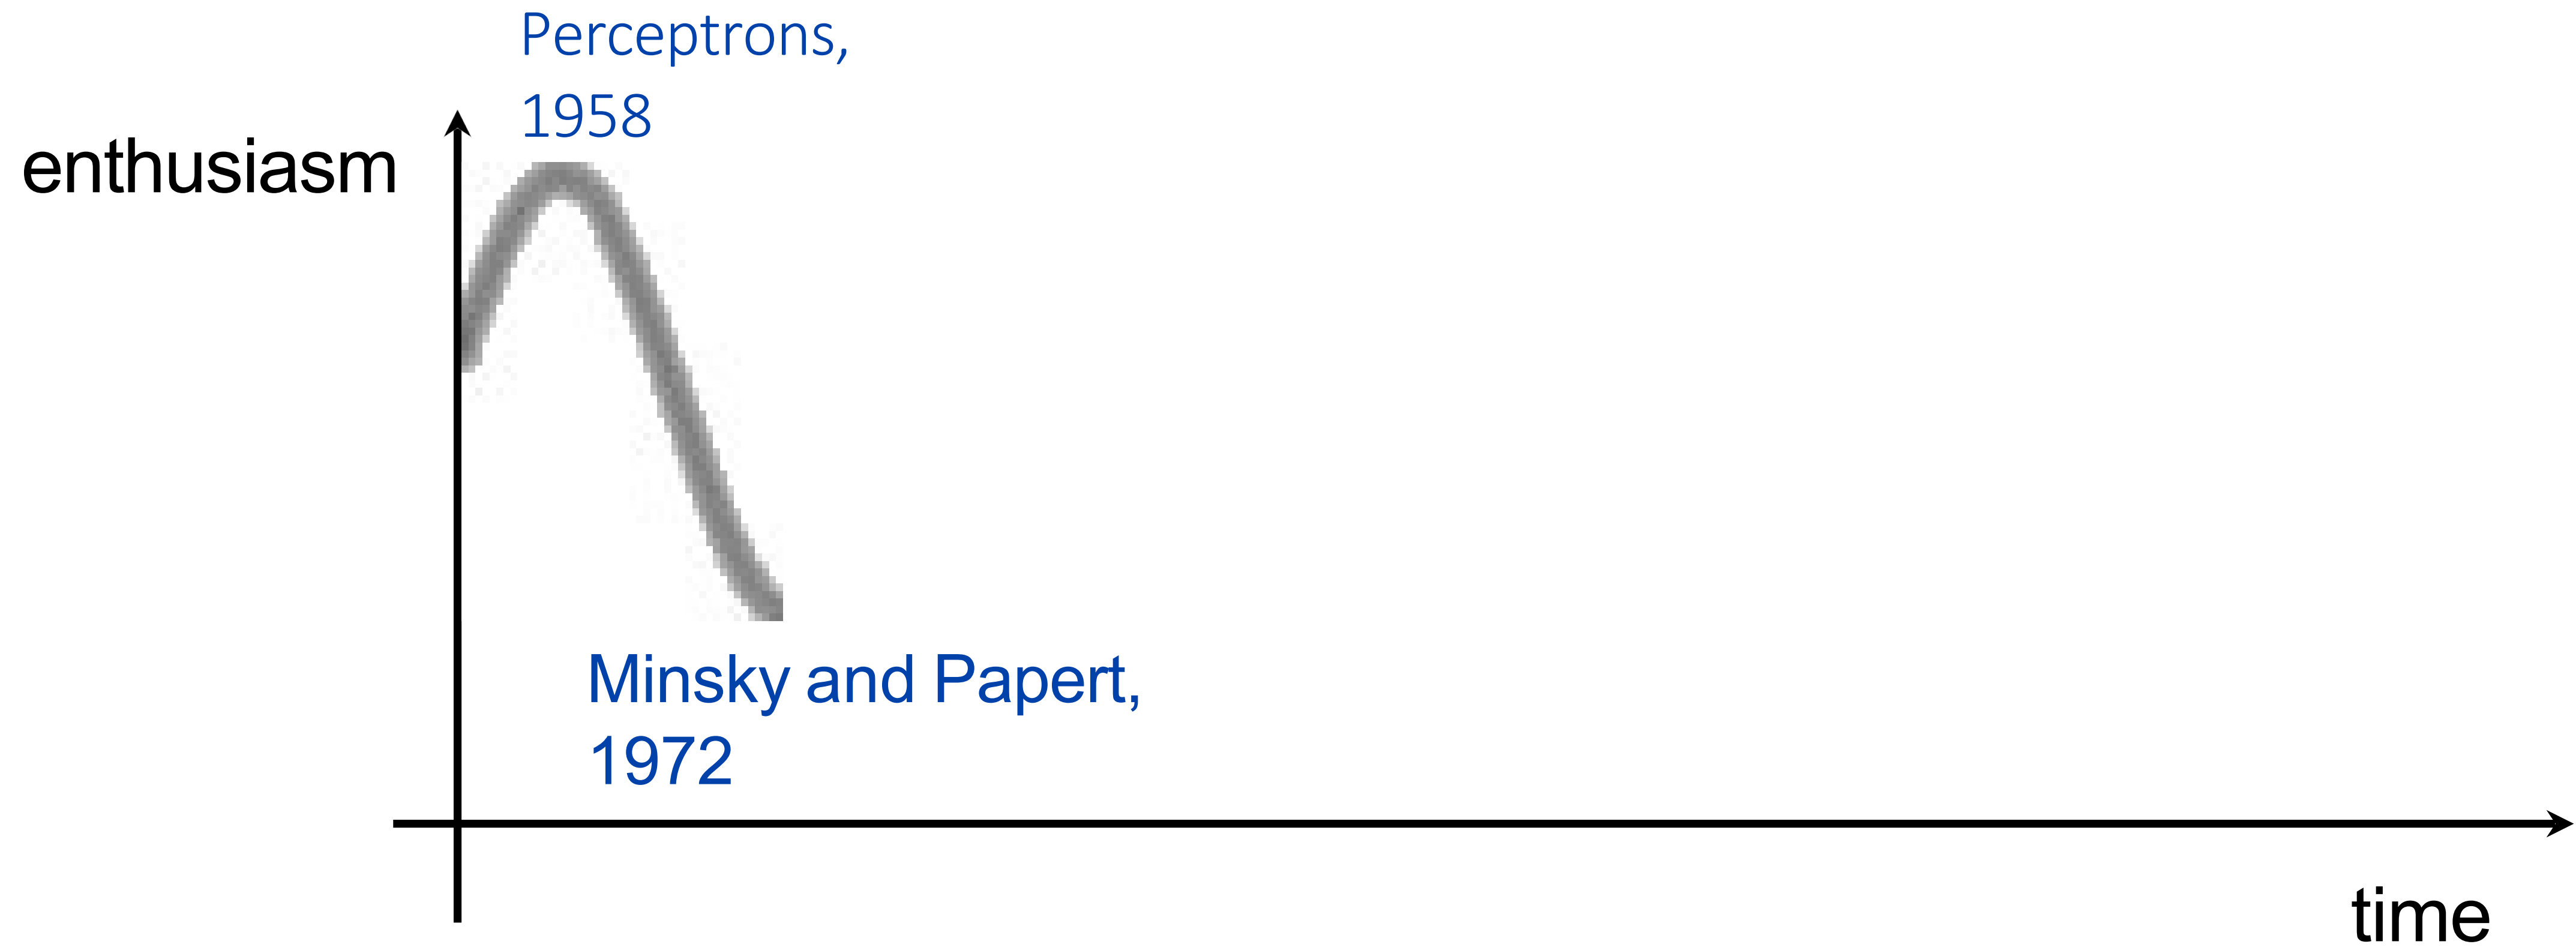 Perceptrons,
1958
enthusiasm
Minsky and Papert,
1972
time